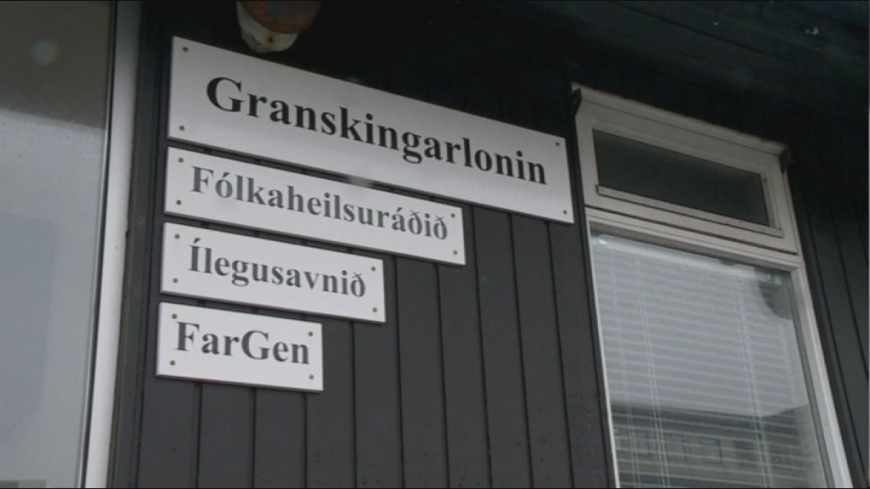 Granskingarlonin
Fólkaheilsuráðið
Ílegusavnið
FarGen